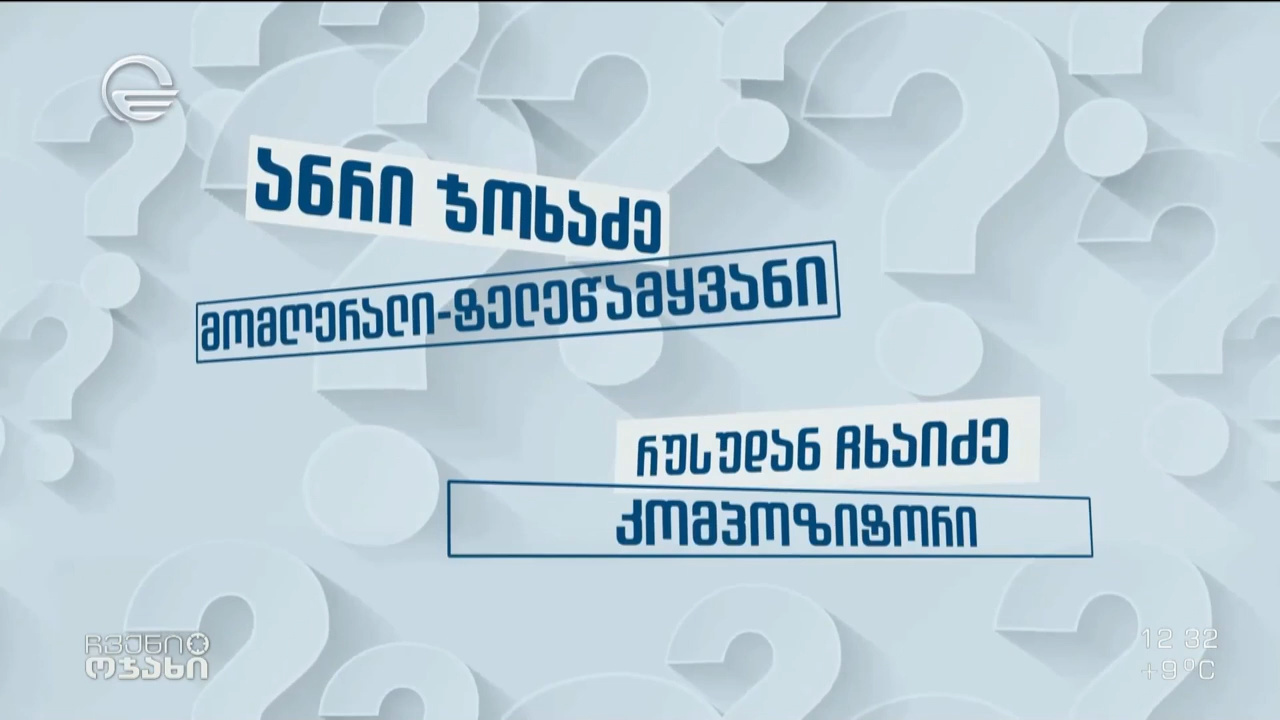 ანრი ჯოხაძე
მომღერალი-ტელეწამყვანი
რუსუდან ჩხაიძე
კომპოზიტორი
ჩვენი
ოჯახი
12 32
+9°C